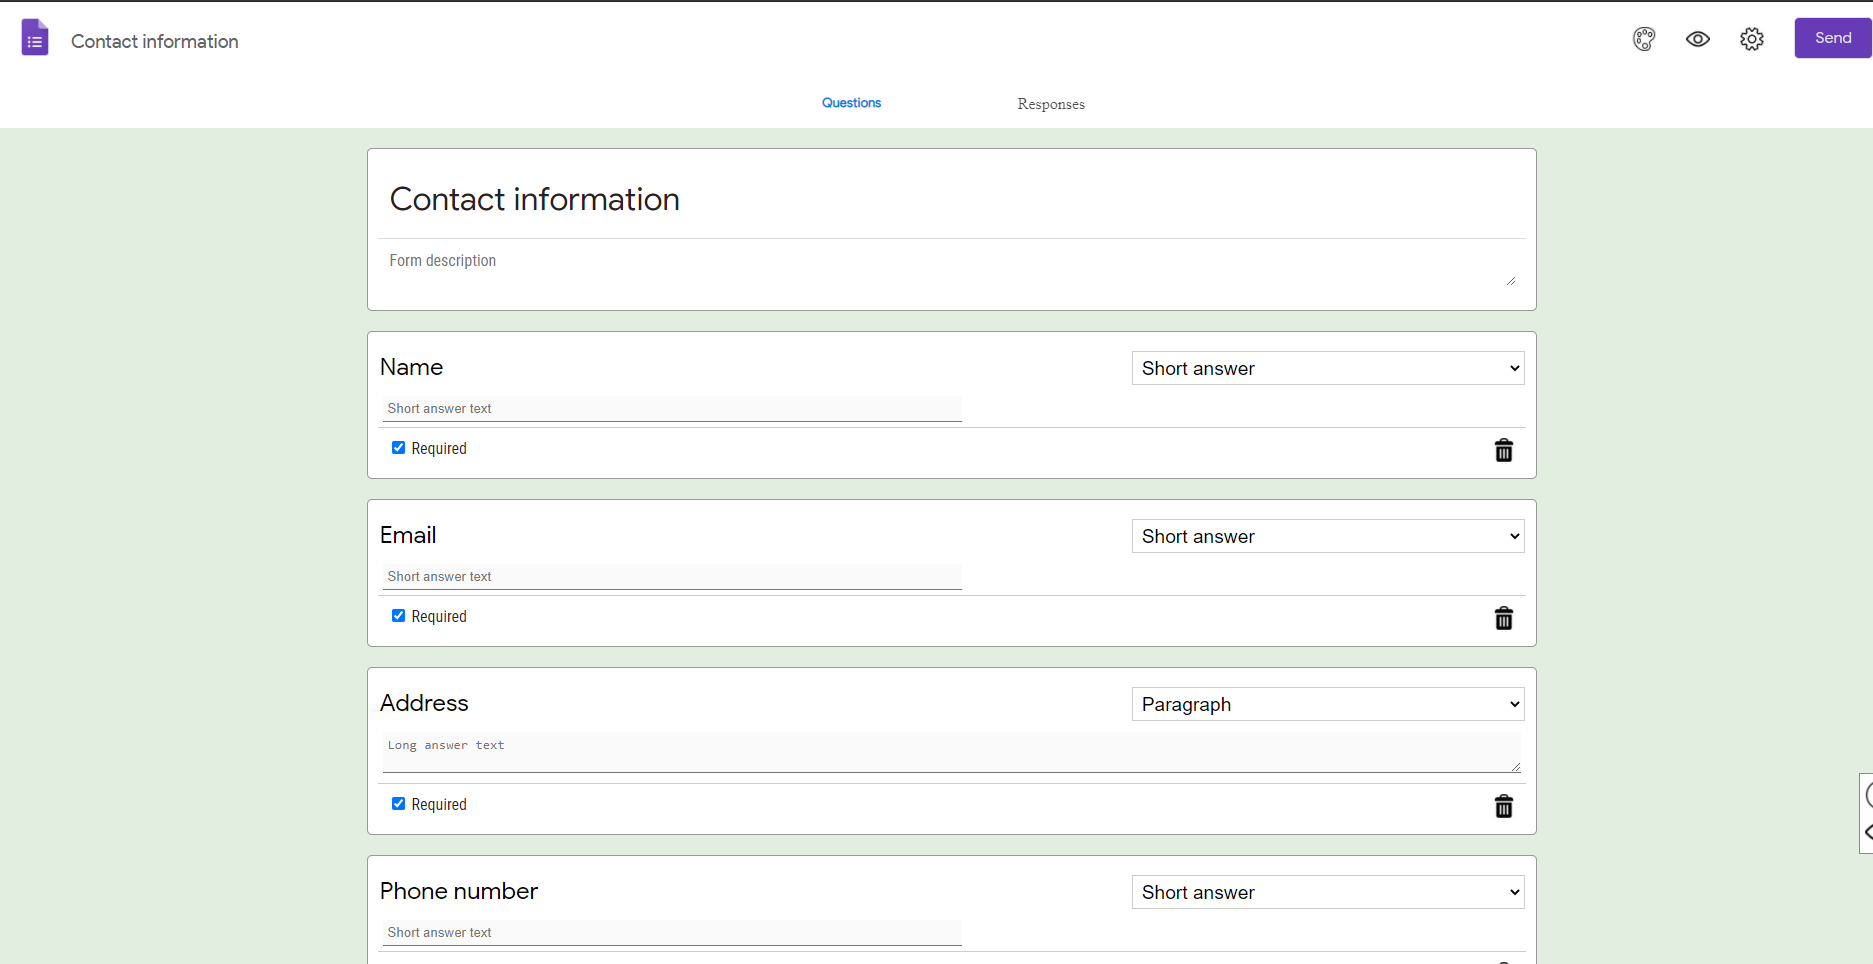 Contact information
Send
Questions
Responses
Contact information
Form description
Name
Short answer
Short answer text
Required
Email
Short answer
Short answer text
Required
Address
Paragraph
Long answer text
Required
Phone number
Short answer
Short answer text